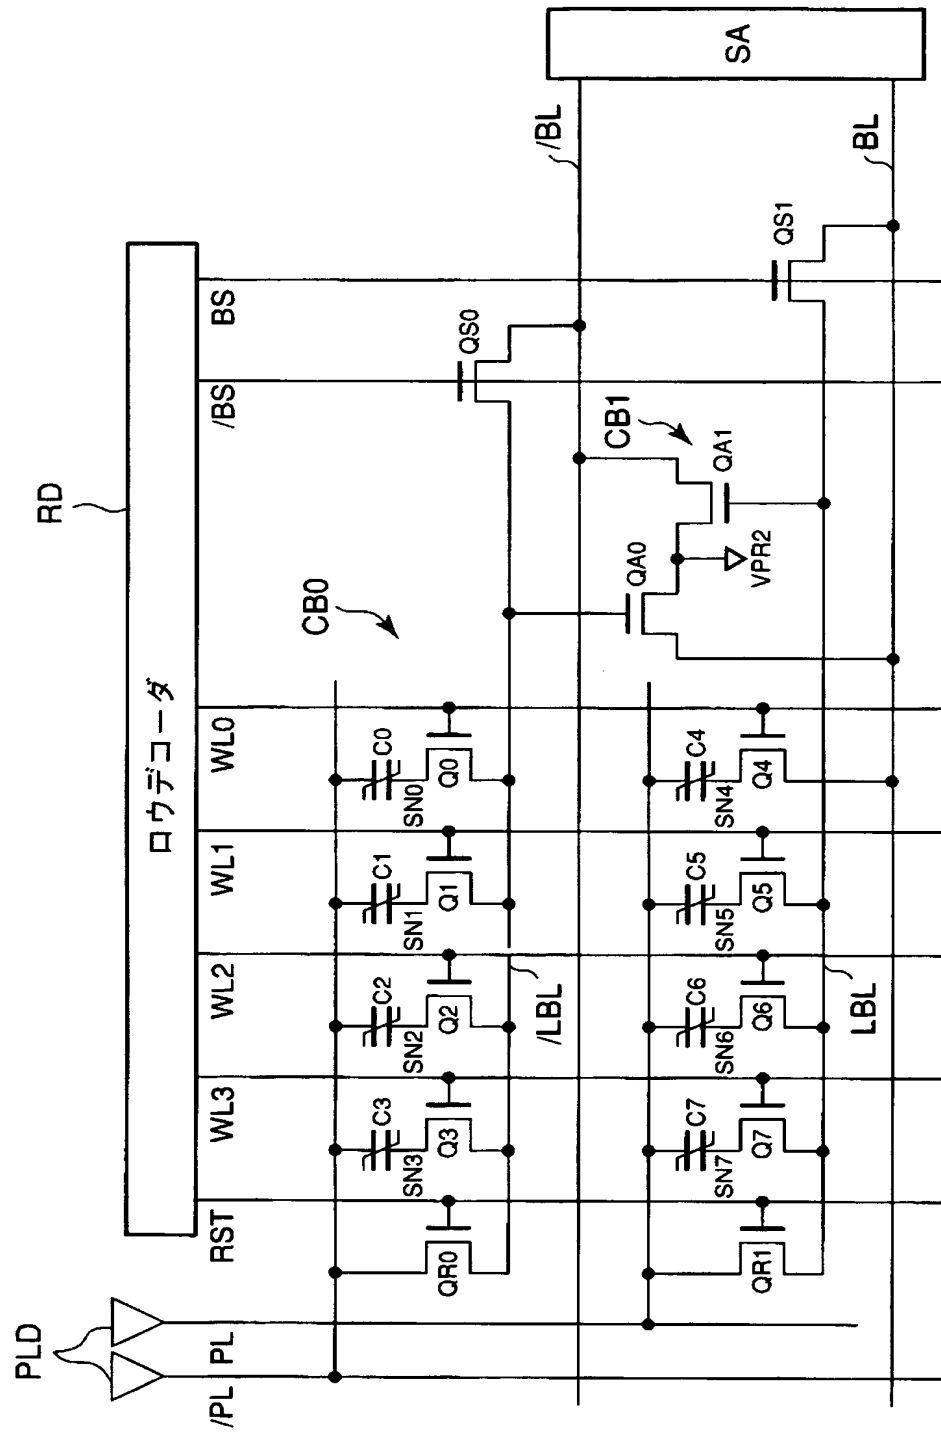 PLD
/PL
PL
RD
ロウデコーダ
RST
WL3
WL2
WL1
WL0
/BS
BS
CB0
C3
C2
C1
C0
SN3
SN2
SN1
SN0
QR0
Q3
Q2
Q1
Q0
QS0
/LBL
/BL
SA
CB1
QA0
QA1
VPR2
C7
C6
C5
C4
SN7
SN6
SN5
SN4
QR1
Q7
Q6
Q5
Q4
QS1
LBL
BL